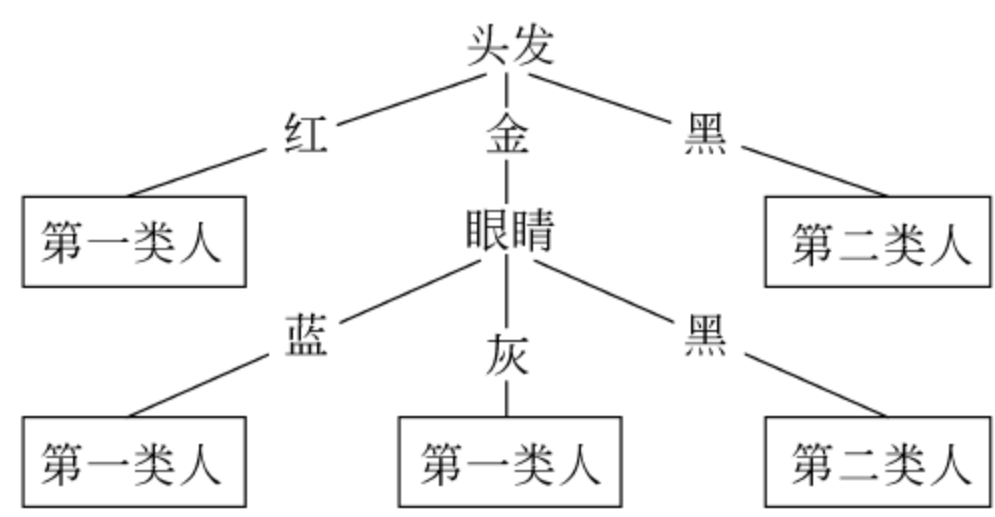 头发
红 金 黑
第一类人 眼睛 第二类人
蓝 灰 黑
第一类人 第一类人 第二类人